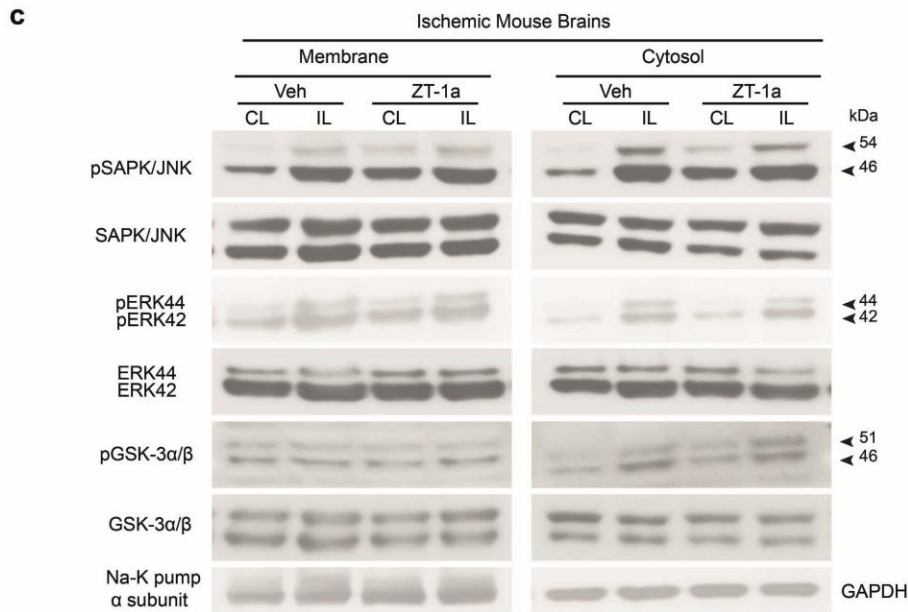 c
Ischemic Mouse Brains
Membrane Cytosol
Veh ZT-1a Veh ZT-1a
CL IL CL IL CL IL CL IL kDa
54
pSAPK/JNK 46
SAPK/JNK
pERK44 44
pERK42 42
ERK44
ERK42
51
pGSK-3α/β 46
GSK-3α/β
Na-K pump
α subunit GAPDH